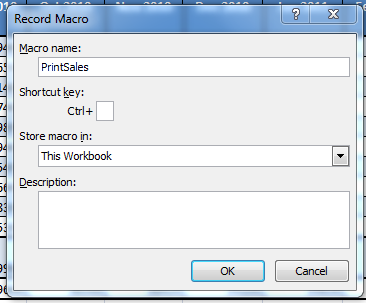 Record Macro
Macro name:
PrintSales
Shortcut key:
Ctrl+
Store macro in:
This Workbook
Description:
OK Cancel